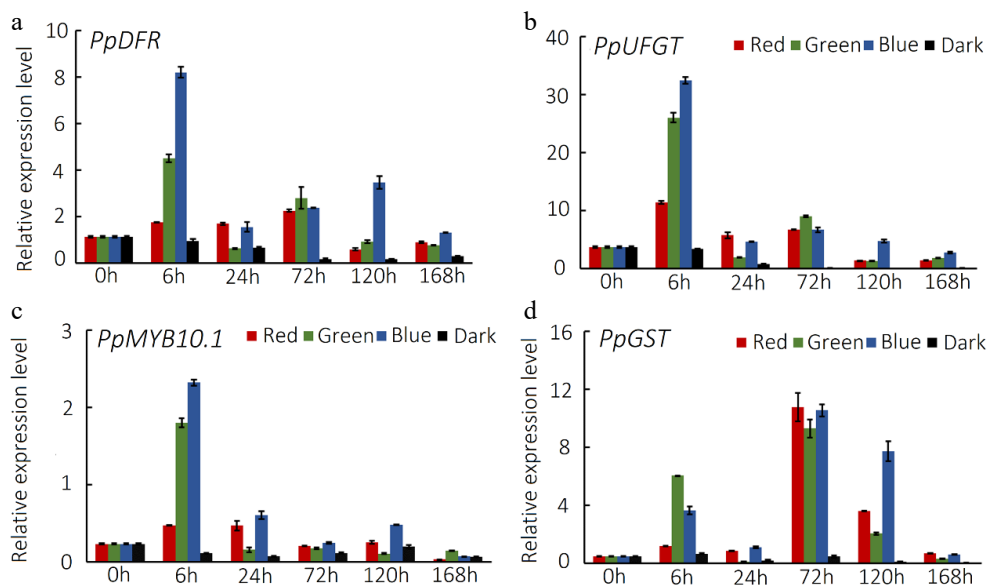 a
PpDFR
Relative expression level
10
8
6
4
2
0
0h 6h 24h 72h 120h 168h
b
PpUFGT
Red Green Blue Dark
Relative expression level
40
30
20
10
0
0h 6h 24h 72h 120h 168h
c
PpMYB10.1
Red Green Blue Dark
Relative expression level
3
2
1
0
0h 6h 24h 72h 120h 168h
d
PpGST
Red Green Blue Dark
Relative expression level
16
12
8
4
0
0h 6h 24h 72h 120h 168h